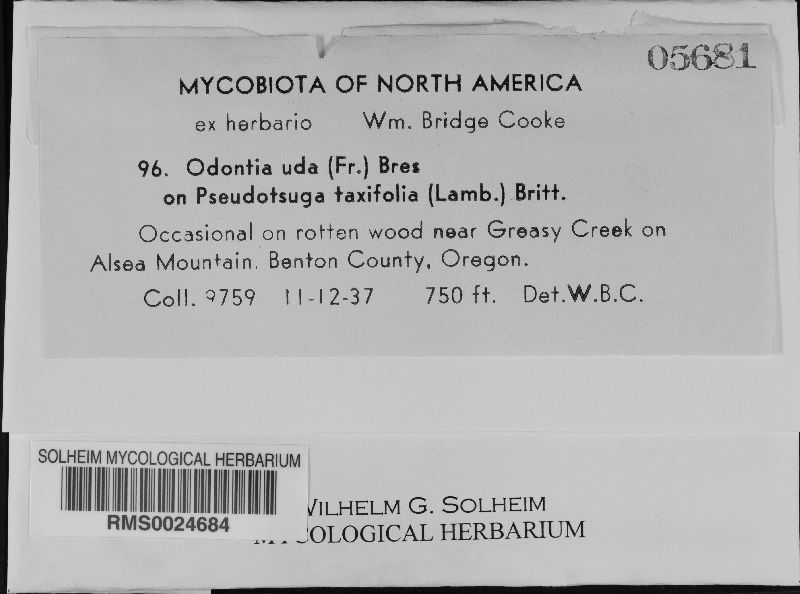 05681
MYCOBIOTA OF NORTH AMERICA
ex herbario Wm. Bridge Cooke
96. Odontia uda (Fr.) Bres
on Pseudotsuga taxifolia (Lamb.) Britt.
Occasional on rotten wood near Greasy Creek on
Alsea Mountain, Benton County, Oregon.
Coll. 9759 11-12-37 750 ft. Det. W.B.C.
SOLHEIM MYCOLOGICAL HERBARIUM
RMS0024684
G. SOLHEIM
HERBARIUM